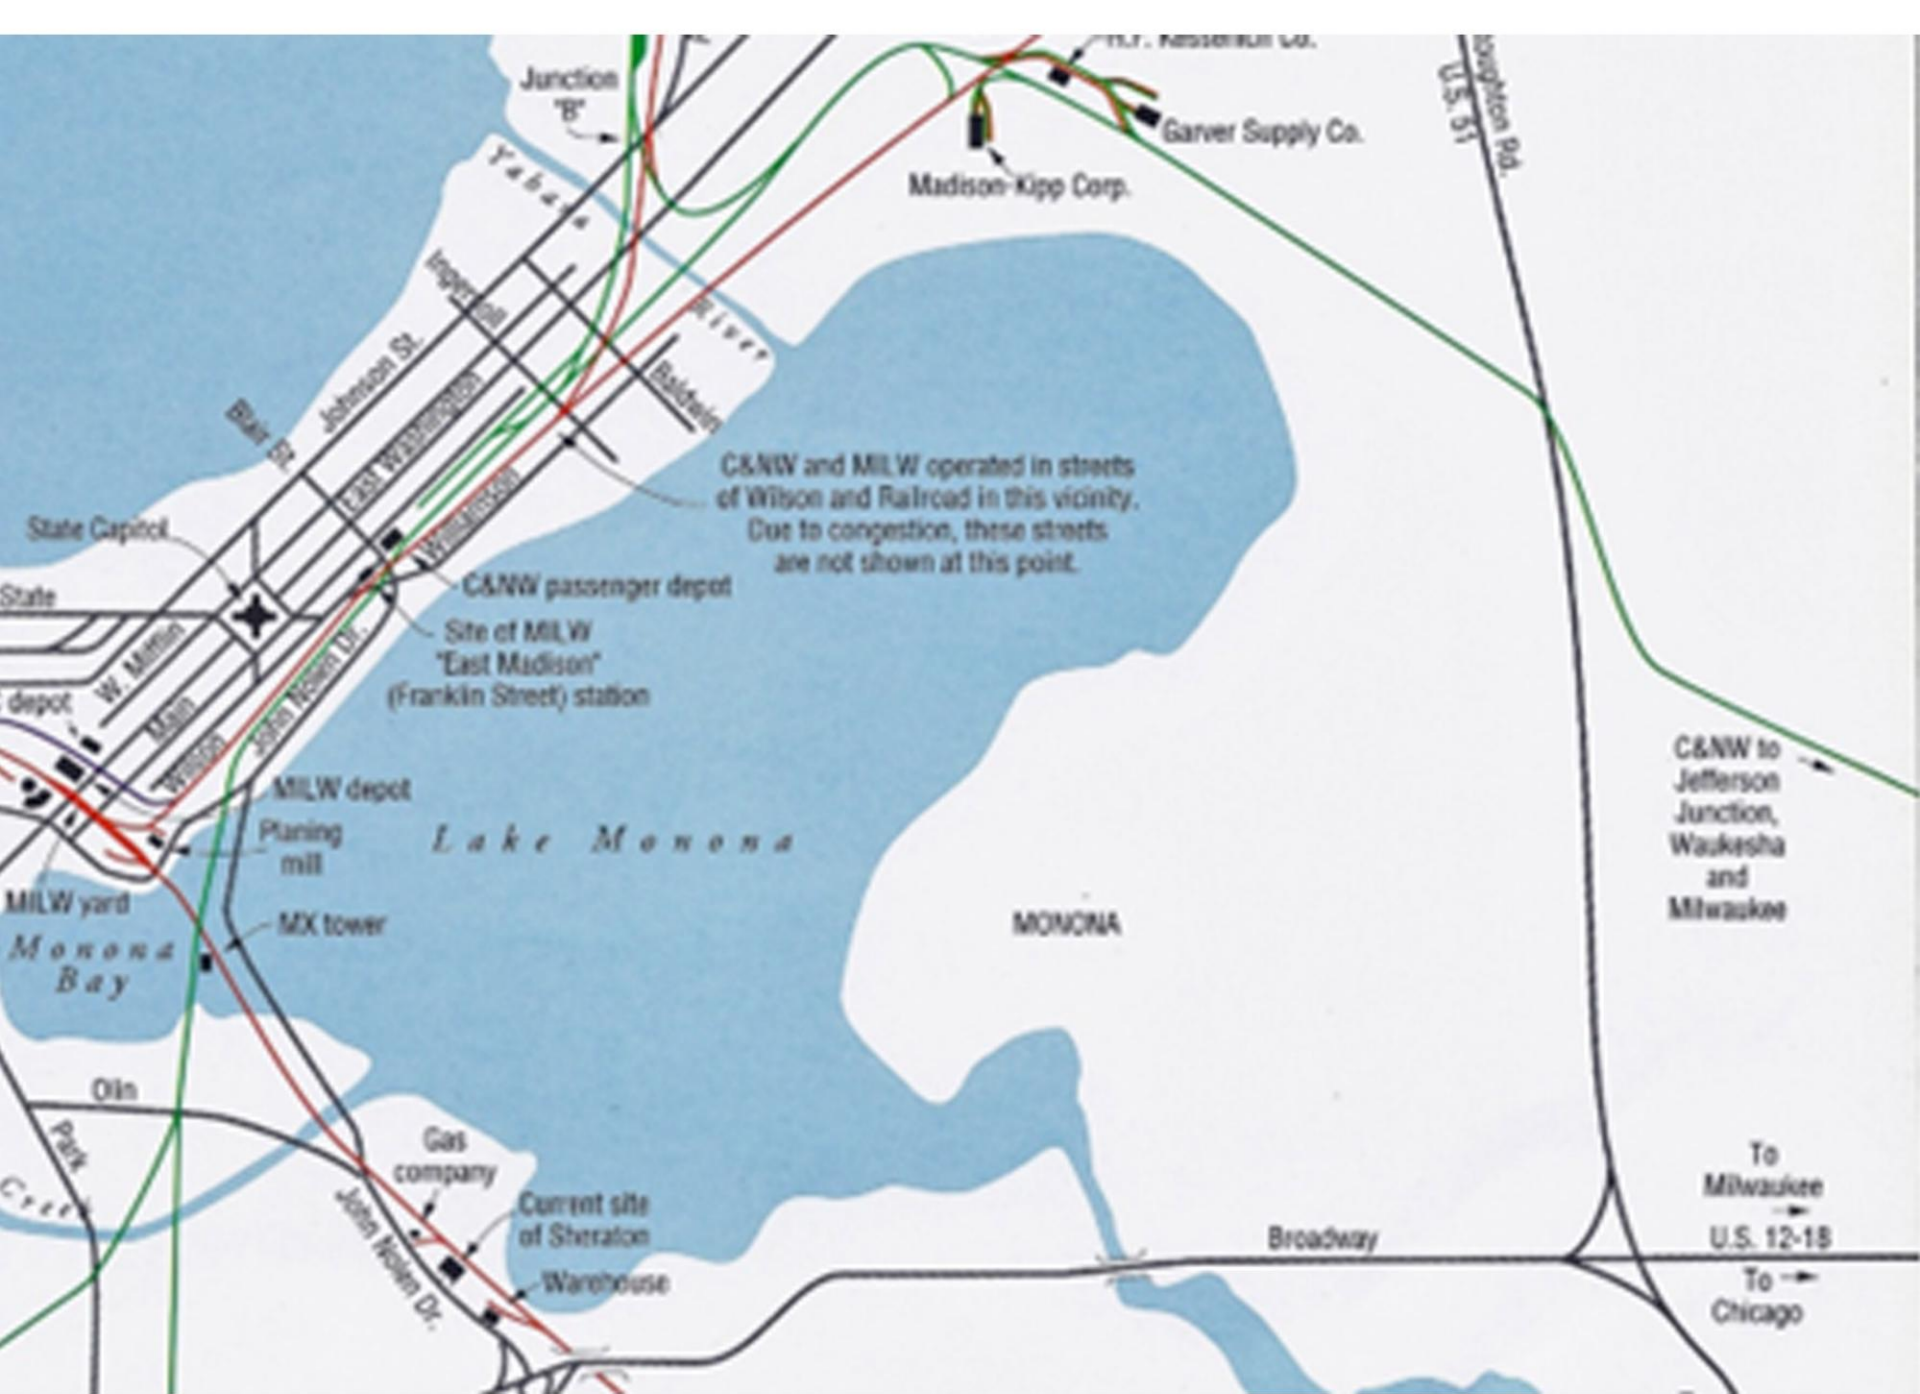 H.F. Kessenich Co.
Junction
"B"
U.S. 51
Garver Supply Co.
Madison-Kipp Corp.
Yahara
River
Ingersoll
Baldwin
Johnson St.
East Washington
Blair St.
Williamson
State Capitol
State
W. Mifflin
Main
Wilson
John Nolen Dr.
C&NW and MILW operated in streets
of Wilson and Railroad in this vicinity.
Due to congestion, these streets
are not shown at this point.
C&NW passenger depot
Site of MILW
"East Madison"
(Franklin Street) station
depot
MILW depot
Planing
mill
MILW yard
MX tower
Monona
Bay
Lake Monona
MONONA
C&NW to
Jefferson
Junction,
Waukesha
and
Milwaukee
Olin
Park
Creek
Gas
company
Current site
of Sheraton
Warehouse
John Nolen Dr.
Broadway
To
Milwaukee
U.S. 12-18
To
Chicago